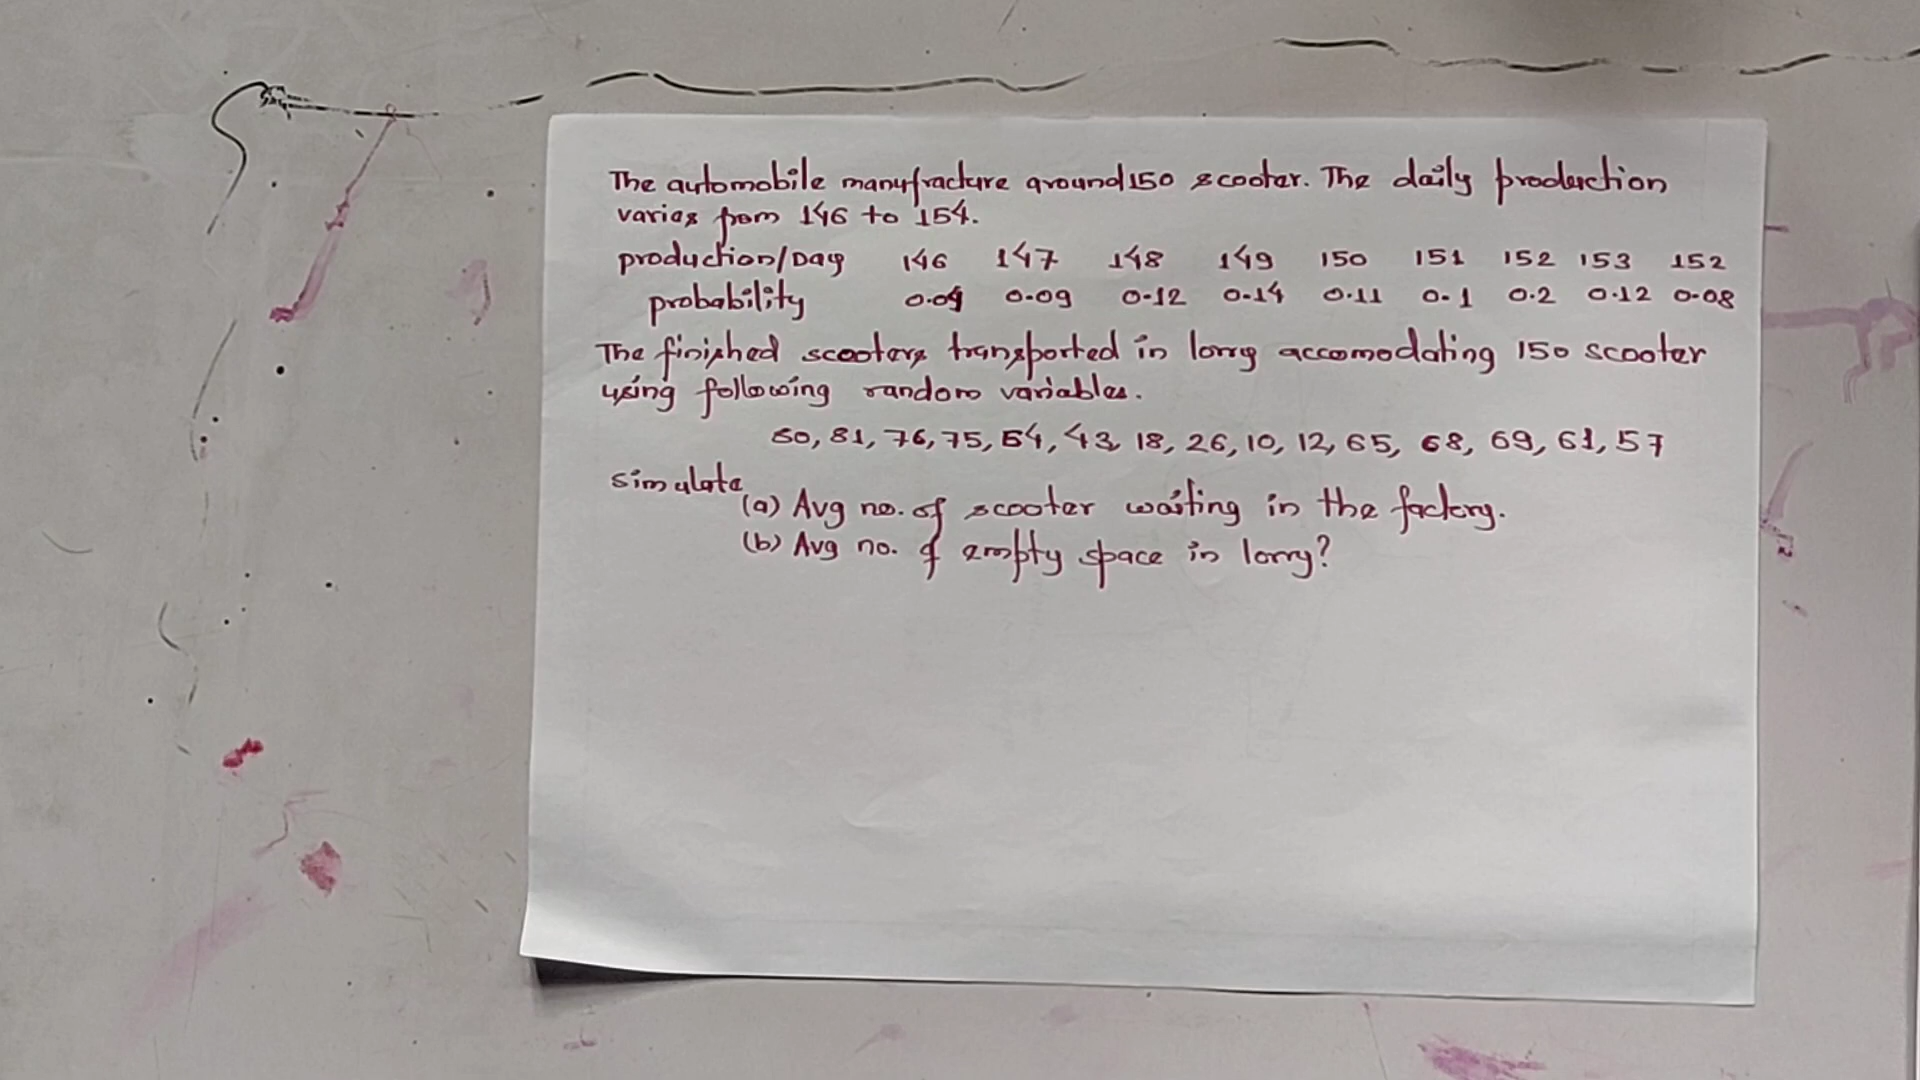 The automobile manufracture around 150 scooter. The daily production
varies from 146 to 154.
production/Day 146 147 148 149 150 151 152 153 152
probability 0.04 0.09 0.12 0.14 0.11 0.1 0.2 0.12 0.08
The finished scooters transported in lorry accomodating 150 scooter
using following random variables.
80, 81, 76, 75, 64, 43, 18, 26, 10, 12, 65, 68, 69, 61, 57
simulate
(a) Avg no. of scooter waiting in the factory.
(b) Avg no. of empty space in lorry?